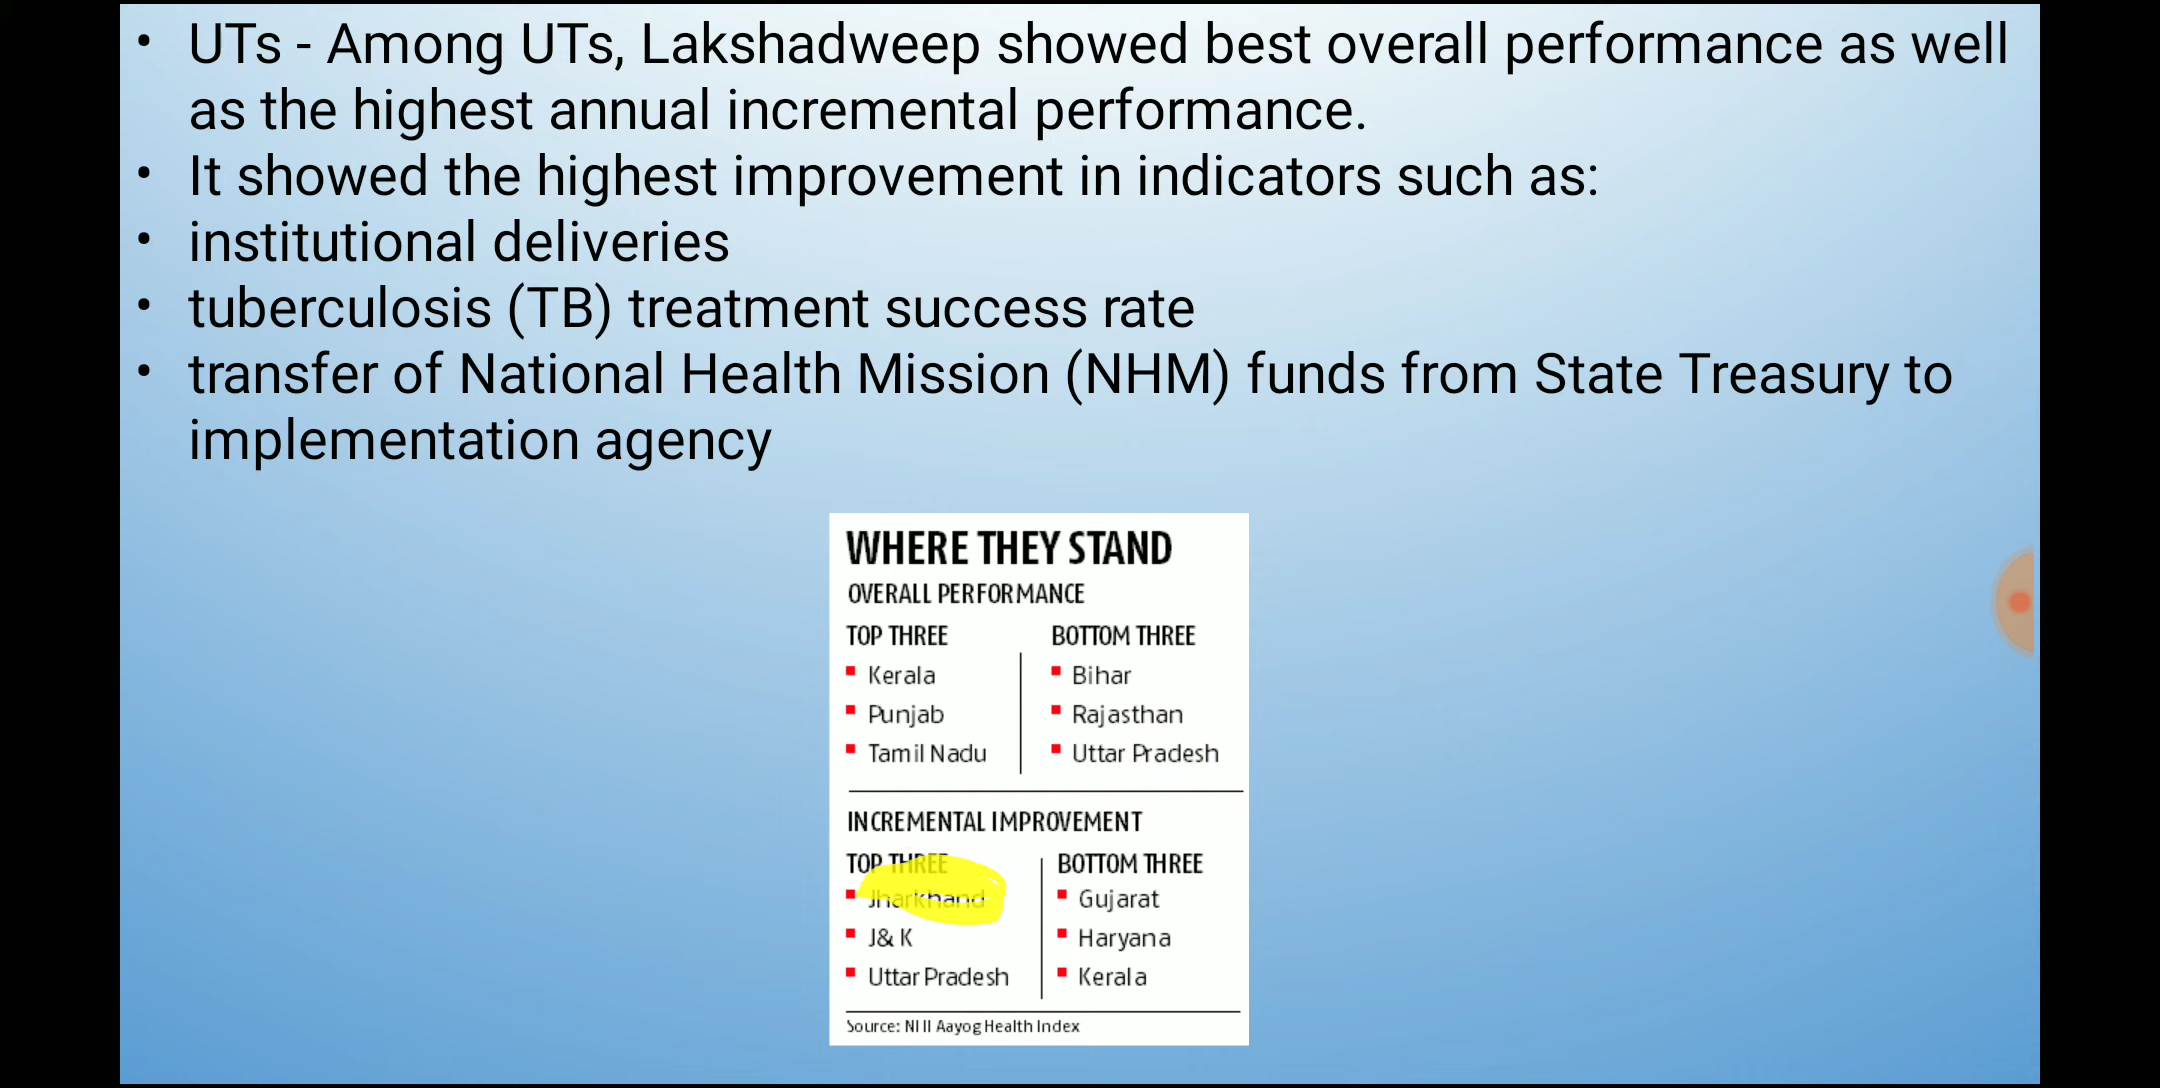 • UTs - Among UTs, Lakshadweep showed best overall performance as well
as the highest annual incremental performance.
• It showed the highest improvement in indicators such as:
• institutional deliveries
• tuberculosis (TB) treatment success rate
• transfer of National Health Mission (NHM) funds from State Treasury to
implementation agency
WHERE THEY STAND
OVERALL PERFORMANCE
TOP THREE
Kerala
Punjab
Tamil Nadu
BOTTOM THREE
Bihar
Rajasthan
Uttar Pradesh
INCREMENTAL IMPROVEMENT
TOP THREE
Jharkhand
J& K
Uttar Pradesh
BOTTOM THREE
Gujarat
Haryana
Kerala
Source: NITI Aayog Health Index